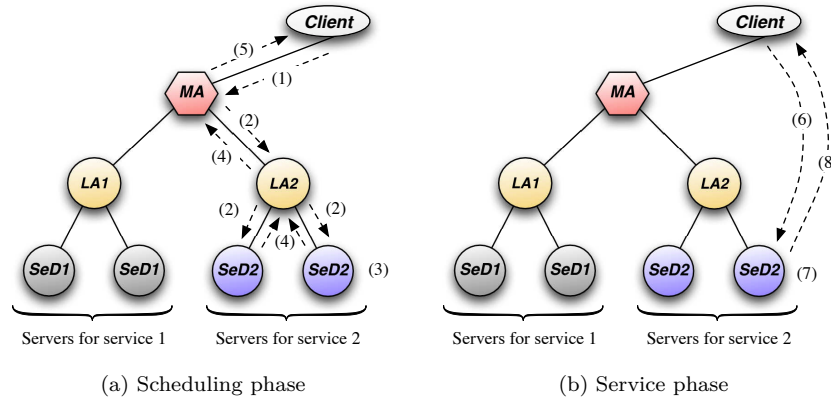 Client
(5)
(1)
MA
(2)
(4)
LA1
LA2
(2)
(2)
(4)
SeD1
SeD1
SeD2
SeD2
(3)
Servers for service 1
Servers for service 2
(a) Scheduling phase
Client
MA
(6)
(8
LA1
LA2
SeD1
SeD1
SeD2
SeD2
(7)
Servers for service 1
Servers for service 2
(b) Service phase